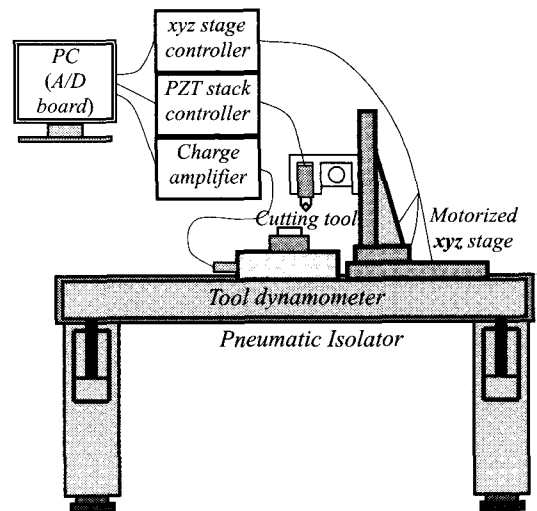 PC
(A/D
board)
xyz stage
controller
PZT stack
controller
Charge
amplifier
Cutting tool
Motorized
xyz stage
Tool dynamometer
Pneumatic Isolator